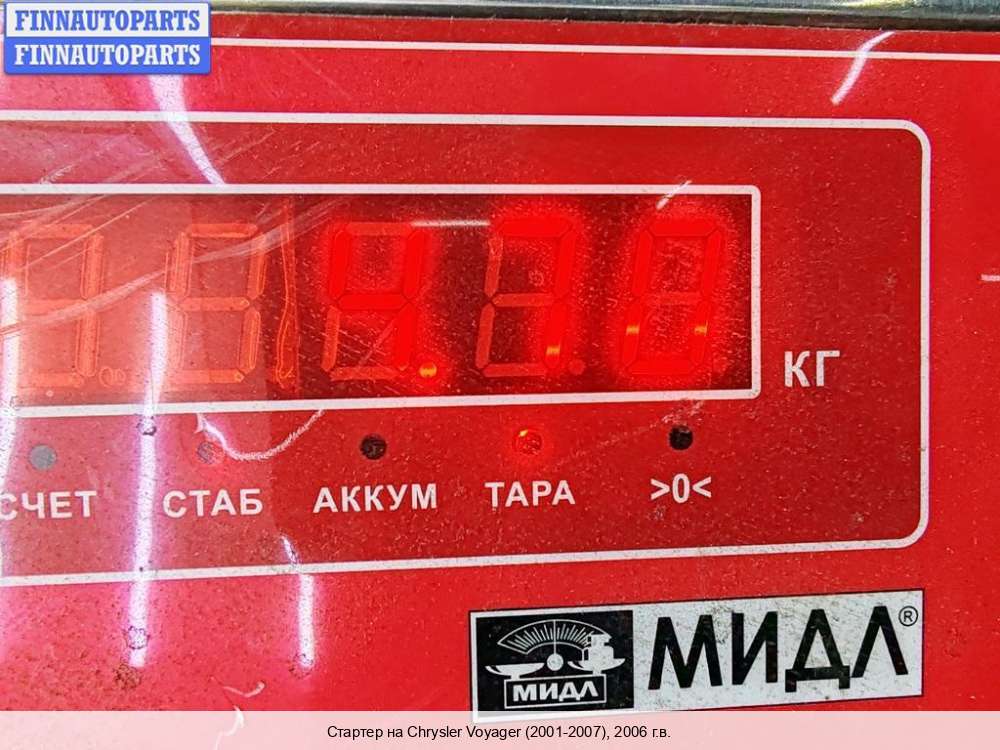 FINNAUTOPARTS
FINNAUTOPARTS
4.70
КГ
СЧЕТ СТАБ АККУМ ТАРА >0<
МИДЛ МИДЛ®
Стартер на Chrysler Voyager (2001-2007), 2006 г.в.